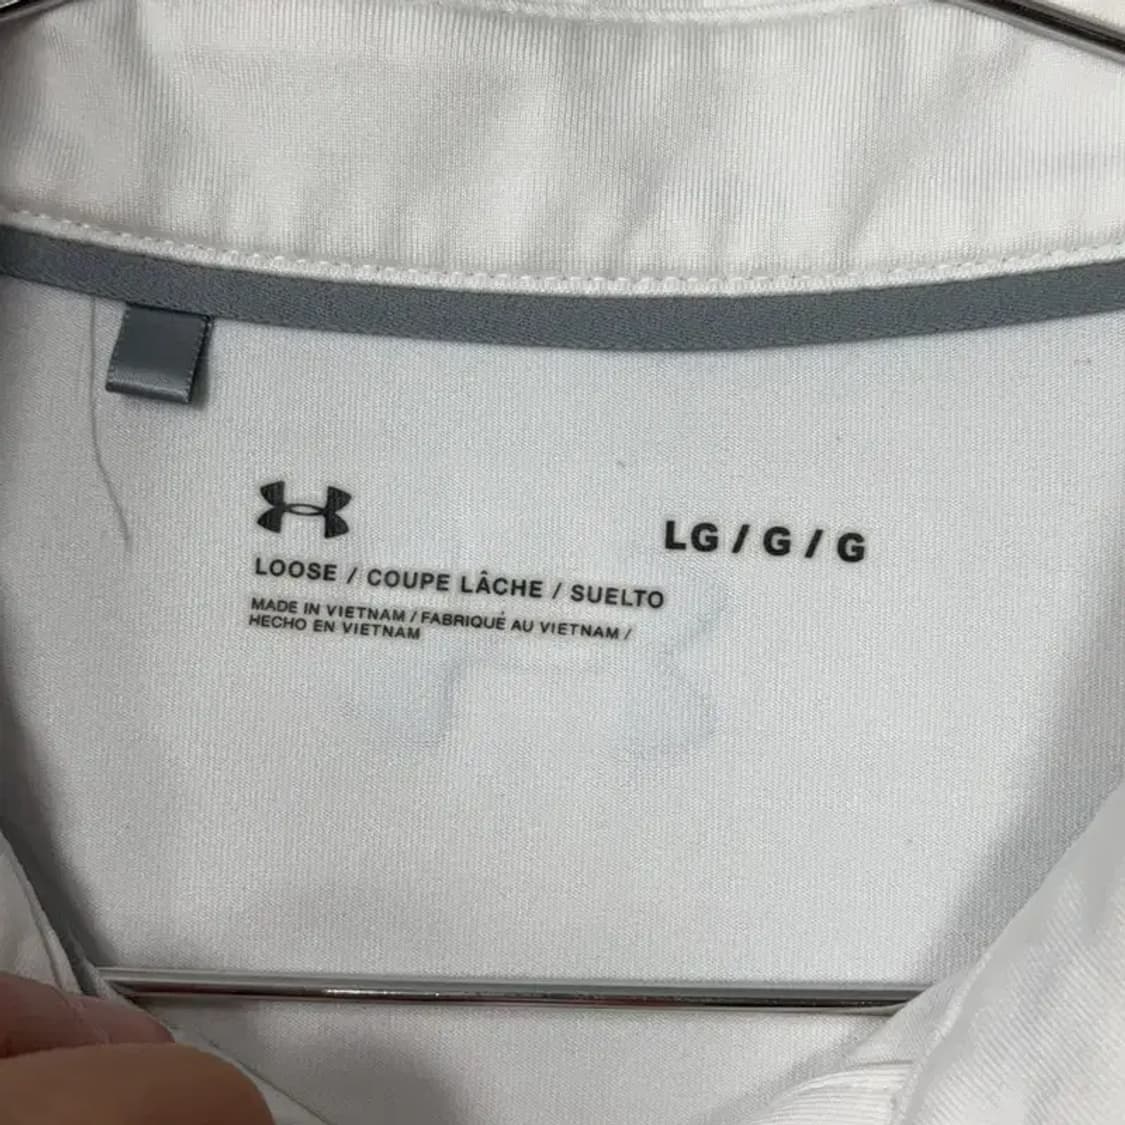 LG / G / G
LOOSE / COUPE LÂCHE / SUELTO
MADE IN VIETNAM / FABRIQUÉ AU VIETNAM /
HECHO EN VIETNAM